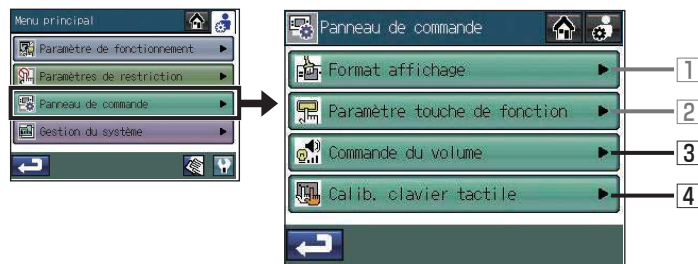 Menu principal
Paramètre de fonctionnement
Paramètres de restriction
Panneau de commande
Gestion du système
Panneau de commande
Format affichage
1
Paramètre touche de fonction
2
Commande du volume
3
Calib. clavier tactile
4